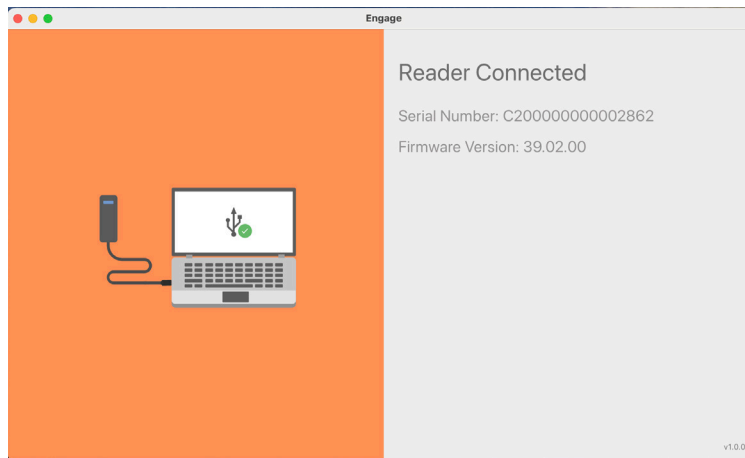 Engage
Reader Connected
Serial Number: C200000000002862
Firmware Version: 39.02.00
v1.0.0